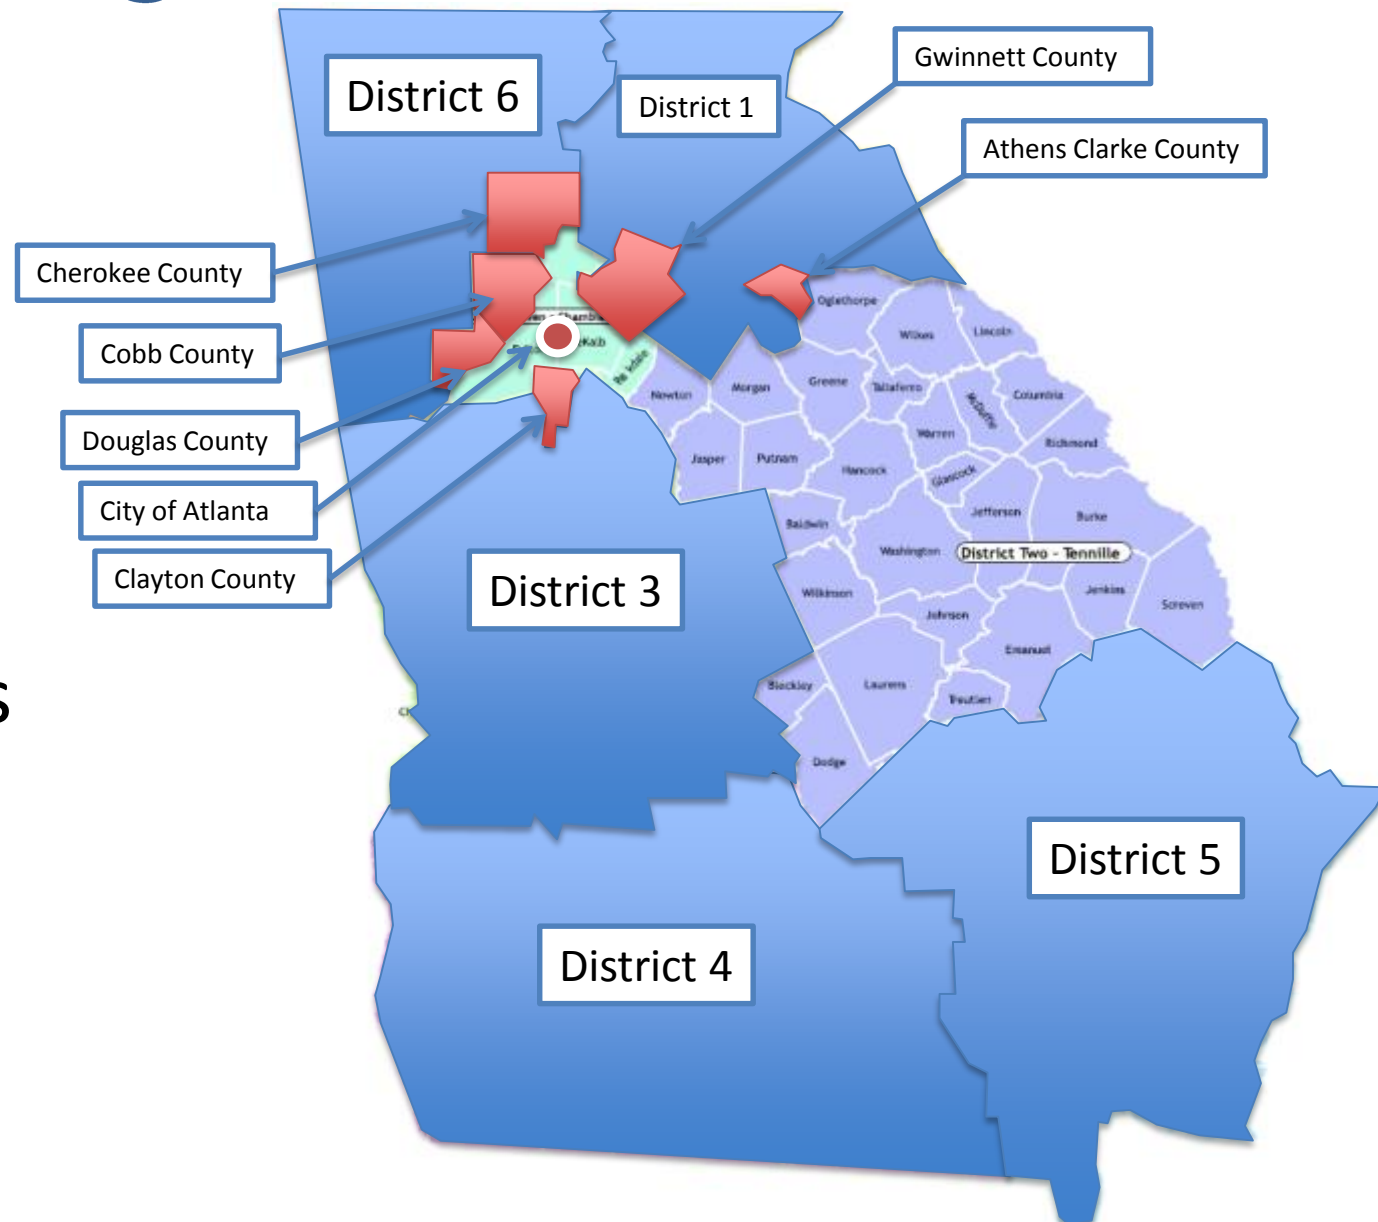 District 6
District 1
Gwinnett County
Athens Clarke County
Cherokee County
Cobb County
Douglas County
City of Atlanta
Clayton County
Oglethorpe
Wilkes
Lincoln
Newton
Morgan
Greene
Taliaferro
McDuffie
Columbia
Warren
Richmond
Jasper
Putnam
Hancock
Glascock
Jefferson
Burke
Baldwin
Washington
District Two - Tennille
Wilkinson
Jenkins
Screven
Johnson
Emanuel
District 3
Bleckley
Laurens
Treutlen
Dodge
s
District 5
District 4